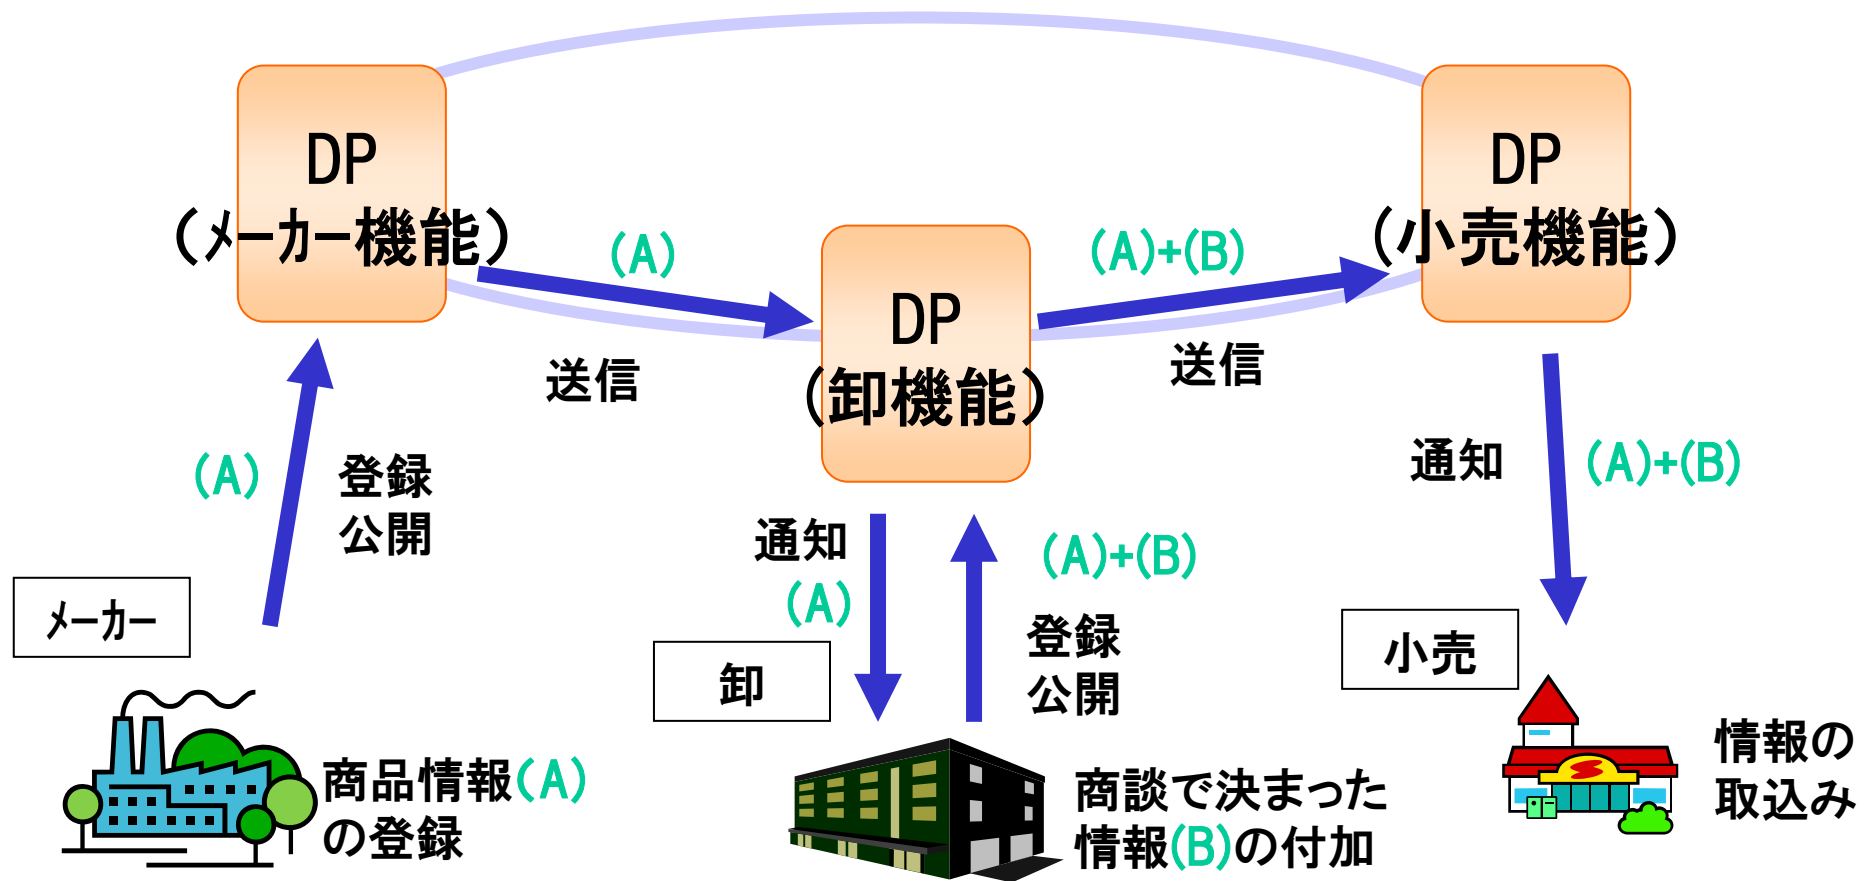 DP
(ﾒｰｶｰ機能)
DP
(小売機能)
(A)
(A)+(B)
DP
(卸機能)
送信
送信
(A)
登録
公開
通知
(A)+(B)
通知
(A)
(A)+(B)
登録
公開
ﾒｰｶｰ
卸
小売
商品情報(A)
の登録
商談で決まった
情報(B)の付加
情報の
取込み